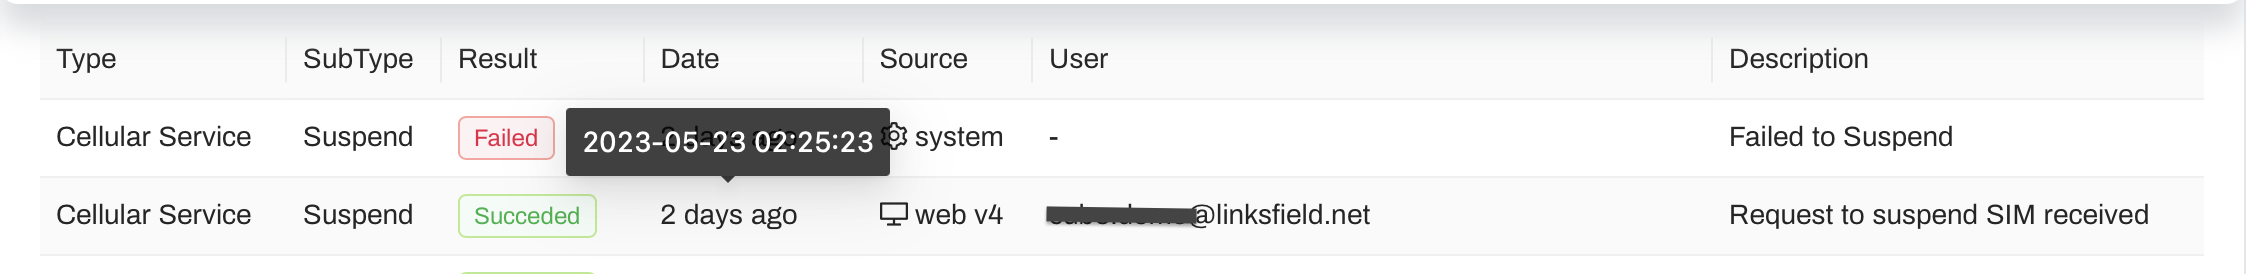 Type SubType Result Date Source User Description
Cellular Service Suspend Failed 2023-05-23 02:25:23 system - Failed to Suspend
Cellular Service Suspend Succeded 2 days ago web v4 @linksfield.net Request to suspend SIM received